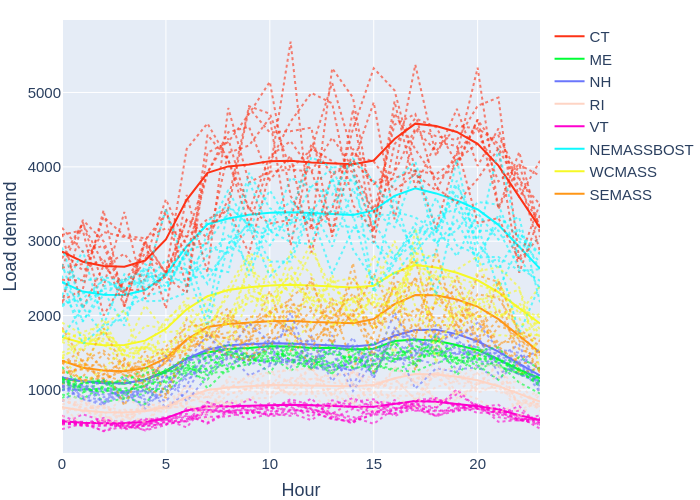 CT
ME
NH
RI
VT
NEMASSBOST
WCMASS
SEMASS
Load demand
5000
4000
3000
2000
1000
0
5
10
15
20
Hour